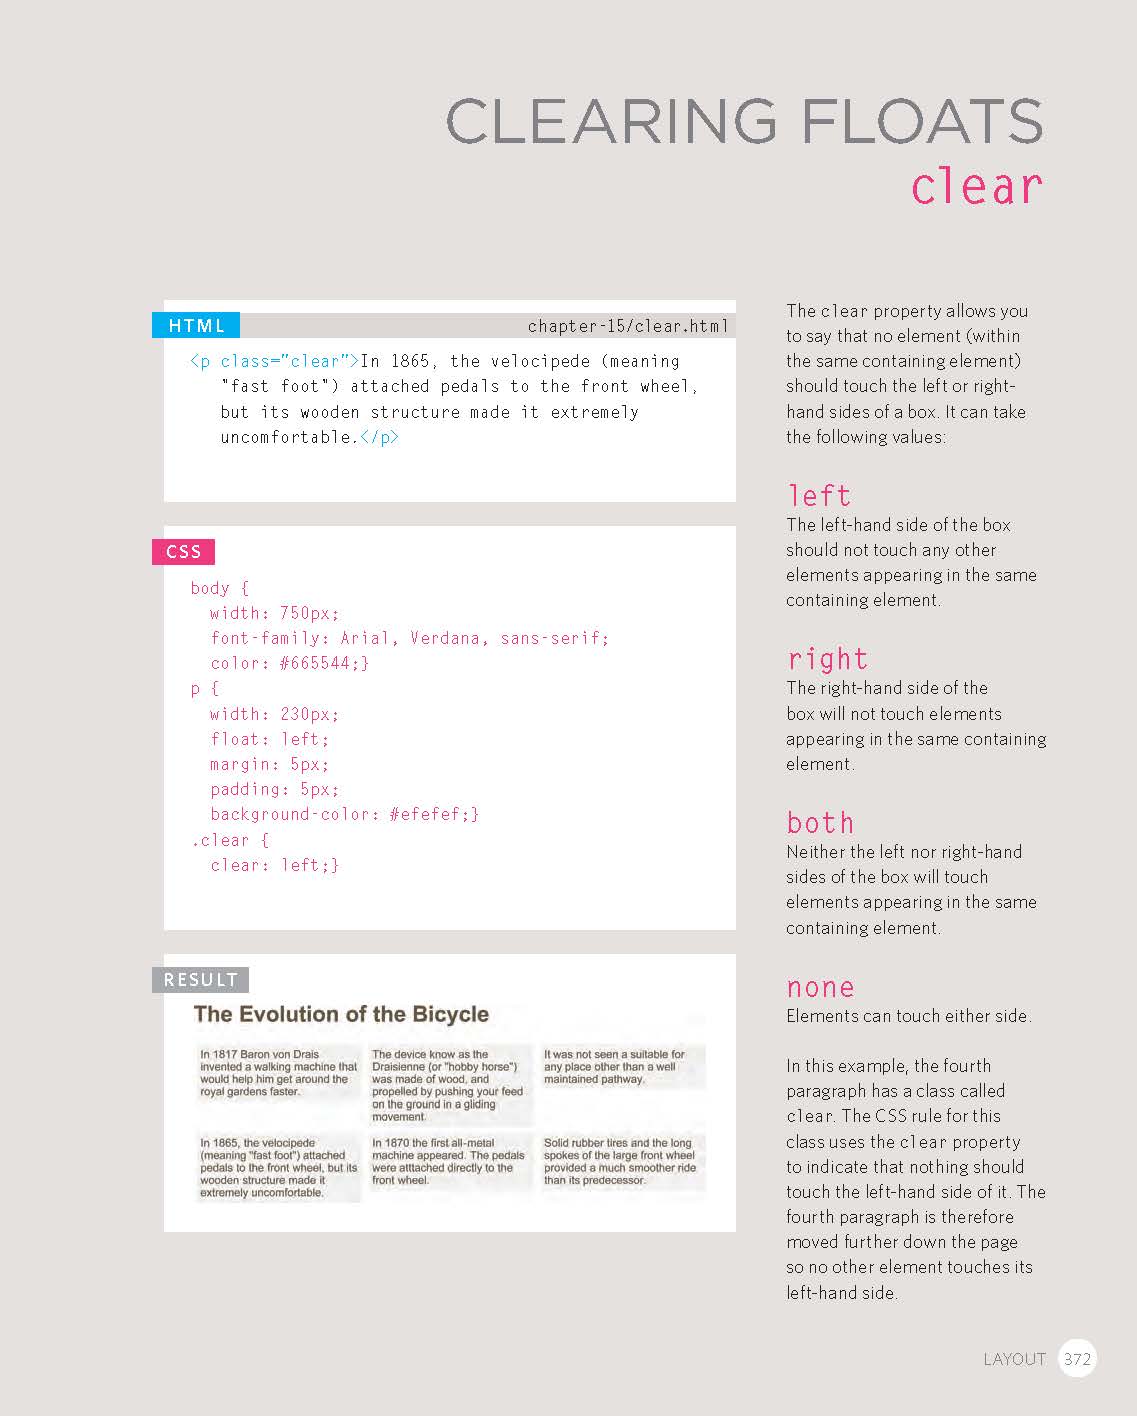 CLEARING FLOATS
clear
HTML
chapter-15/clear.html
<p class="clear">In 1865, the velocipede (meaning
"fast foot") attached pedals to the front wheel,
but its wooden structure made it extremely
uncomfortable.</p>
CSS
body {
width: 750px;
font-family: Arial, Verdana, sans-serif;
color: #665544;}
p {
width: 230px;
float: left;
margin: 5px;
padding: 5px;
background-color: #efefef;}
.clear {
clear: left;}
RESULT
The Evolution of the Bicycle
In 1817 Baron von Drais
invented a walking machine that
would help him get around the
royal gardens faster.
The device know as the
Draisienne (or "hobby horse")
was made of wood, and
propelled by pushing your feed
on the ground in a gliding
movement.
It was not seen a suitable for
any place other than a well
maintained pathway.
In 1865, the velocipede
(meaning "fast foot") attached
pedals to the front wheel, but its
wooden structure made it
extremely uncomfortable.
In 1870 the first all-metal
machine appeared. The pedals
were atttached directly to the
front wheel.
Solid rubber tires and the long
spokes of the large front wheel
provided a much smoother ride
than its predecessor.
The clear property allows you
to say that no element (within
the same containing element)
should touch the left or right-
hand sides of a box. It can take
the following values:
left
The left-hand side of the box
should not touch any other
elements appearing in the same
containing element.
right
The right-hand side of the
box will not touch elements
appearing in the same containing
element.
both
Neither the left nor right-hand
sides of the box will touch
elements appearing in the same
containing element.
none
Elements can touch either side.
In this example, the fourth
paragraph has a class called
clear. The CSS rule for this
class uses the clear property
to indicate that nothing should
touch the left-hand side of it. The
fourth paragraph is therefore
moved further down the page
so no other element touches its
left-hand side.
LAYOUT 372